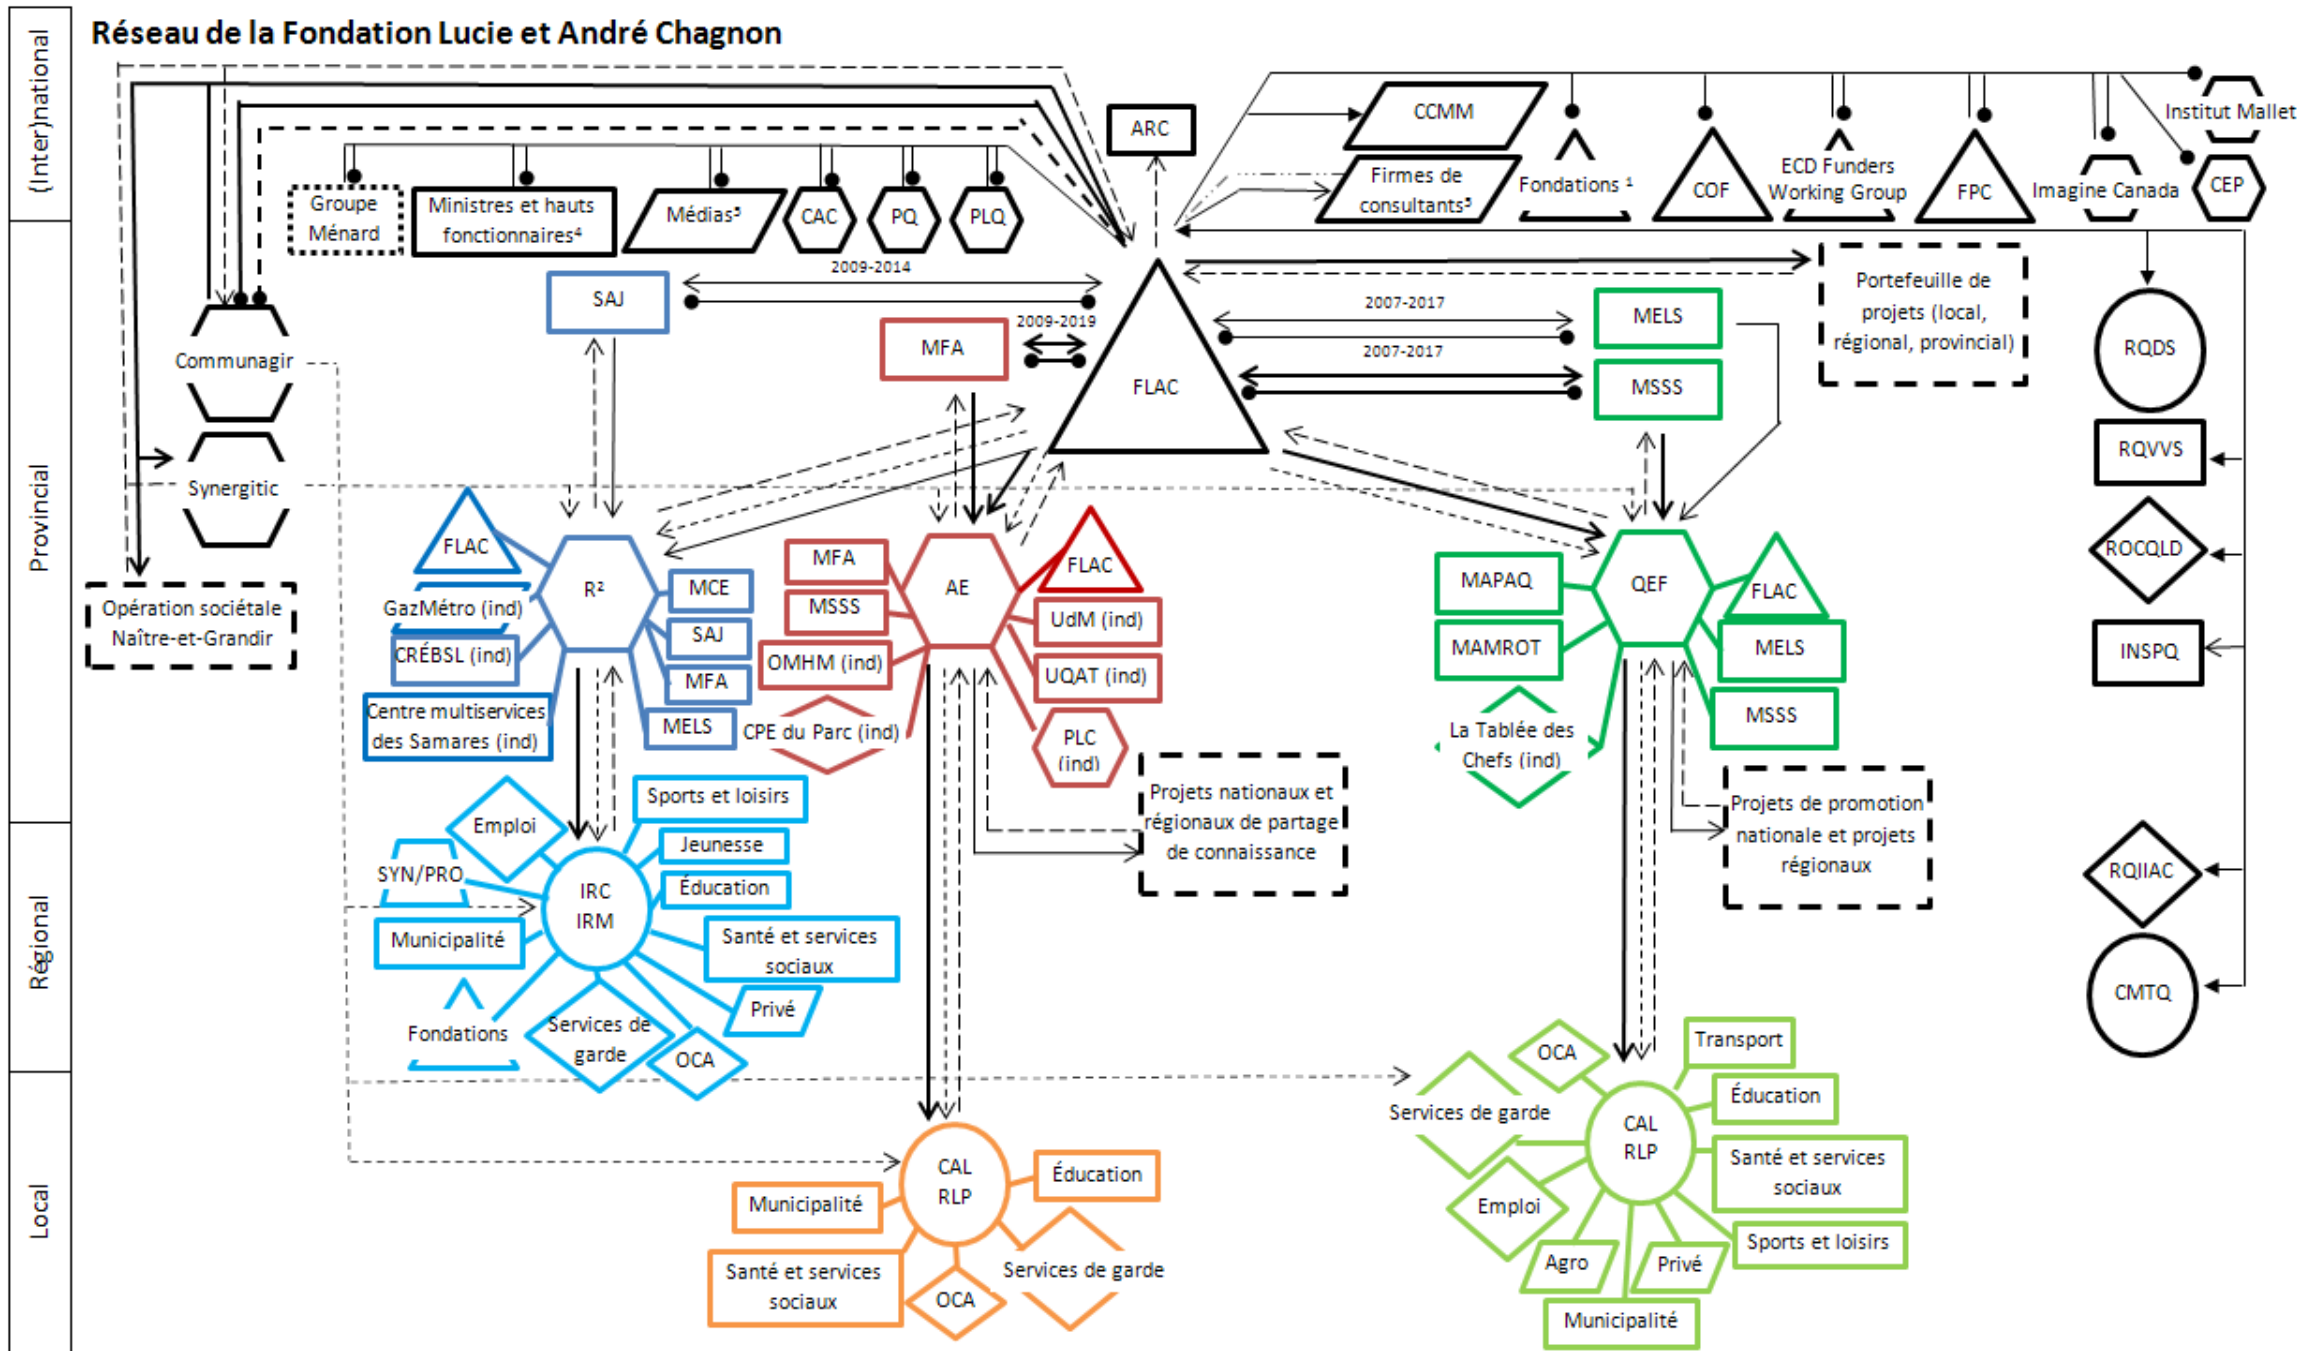 Réseau de la Fondation Lucie et André Chagnon
(Inter)national
Provincial
Régional
Local
ARC
CCMM
Firmes de
consultants⁵
Fondations ¹
COF
ECD Funders
Working Group
FPC
Imagine Canada
Institut Mallet
CEP
Groupe
Ménard
Ministres et hauts
fonctionnaires⁴
Médias³
CAC
PQ
PLQ
2009-2014
SAJ
MFA
2009-2019
FLAC
2007-2017
MELS
2007-2017
MSSS
Portefeuille de
projets (local,
régional, provincial)
RQDS
RQVVS
ROCQLD
INSPQ
RQIIAC
CMTQ
Communagir
Synergitic
Opération sociétale
Naître-et-Grandir
FLAC
GazMétro (ind)
CRÉBSL (ind)
Centre multiservices
des Samares (ind)
R²
MCE
SAJ
MFA
MELS
MFA
MSSS
OMHM (ind)
CPE du Parc (ind)
AE
FLAC
UdM (ind)
UQAT (ind)
PLC
(ind)
Projets nationaux et
régionaux de partage
de connaissance
MAPAQ
MAMROT
La Tablée des
Chefs (ind)
QEF
FLAC
MELS
MSSS
Projets de promotion
nationale et projets
régionaux
Emploi
SYN/PRO
Municipalité
Fondations
Services de
garde
OCA
IRC
IRM
Sports et loisirs
Jeunesse
Éducation
Santé et services
sociaux
Privé
CAL
RLP
Éducation
Municipalité
Santé et services
sociaux
OCA
Services de garde
OCA
Services de garde
Emploi
Agro
Municipalité
CAL
RLP
Transport
Éducation
Santé et services
sociaux
Sports et loisirs
Privé